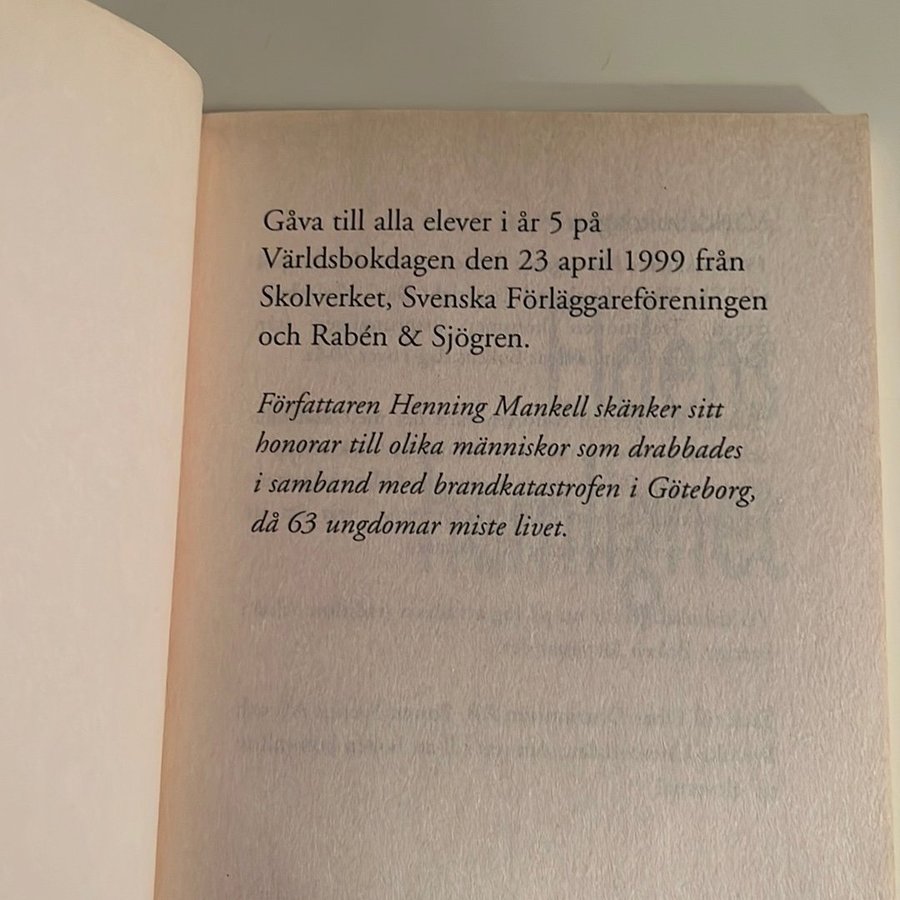 Gåva till alla elever i år 5 på
Världsbokdagen den 23 april 1999 från
Skolverket, Svenska Förläggareföreningen
och Rabén & Sjögren.
Författaren Henning Mankell skänker sitt
honorar till olika människor som drabbades
i samband med brandkatastrofen i Göteborg,
då 63 ungdomar miste livet.